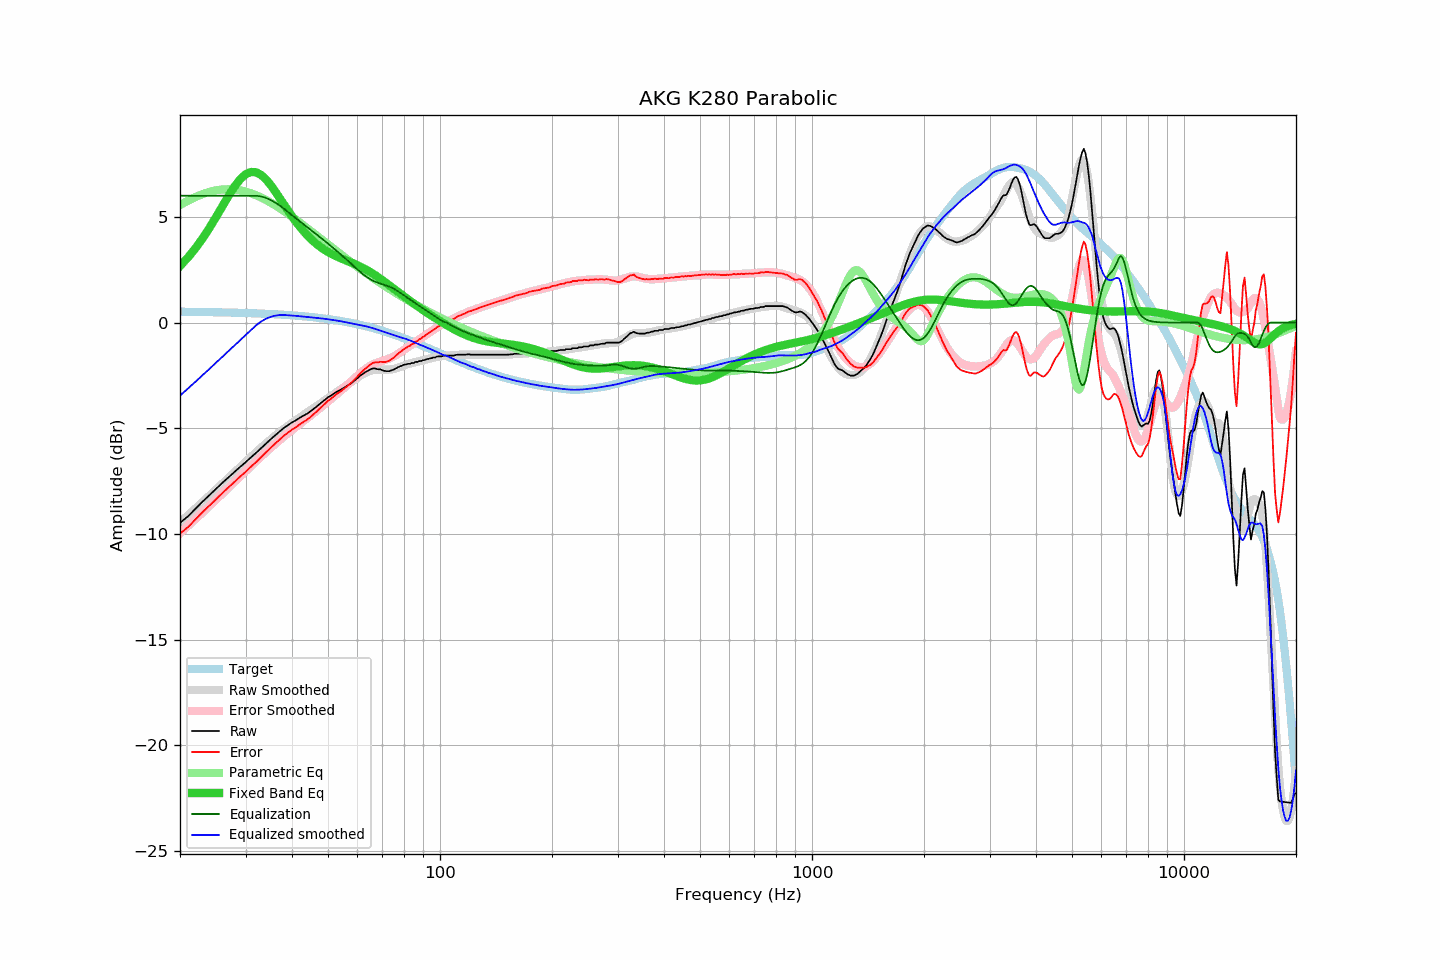 AKG K280 Parabolic
Amplitude (dBr)
5
0
−5
−10
−15
−20
−25
Target
Raw Smoothed
Error Smoothed
Raw
Error
Parametric Eq
Fixed Band Eq
Equalization
Equalized smoothed
100
1000
10000
Frequency (Hz)